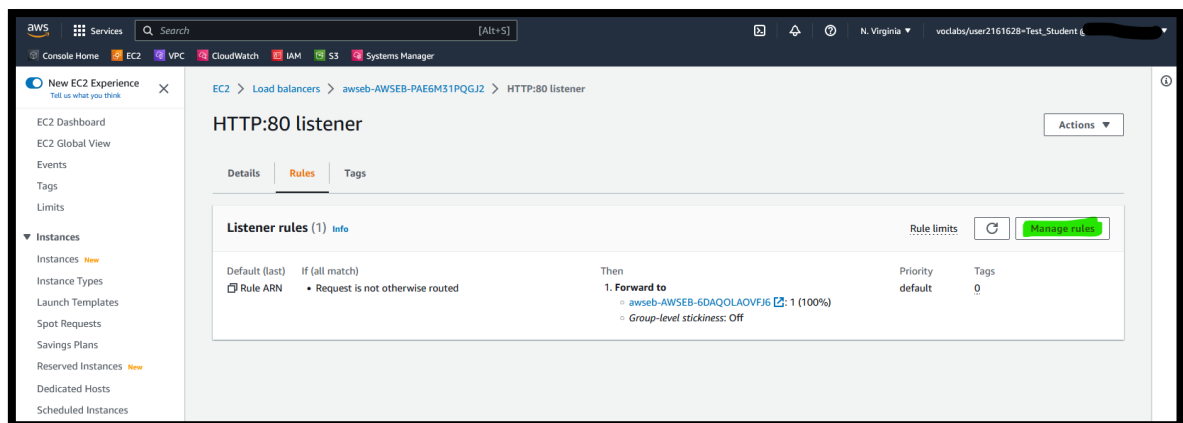 aws Services Search [Alt+S] N. Virginia ▼ voclabs/user2161628=Test_Student @
Console Home EC2 VPC CloudWatch IAM S3 Systems Manager
New EC2 Experience
Tell us what you think
EC2 Dashboard
EC2 Global View
Events
Tags
Limits
▼ Instances
Instances New
Instance Types
Launch Templates
Spot Requests
Savings Plans
Reserved Instances New
Dedicated Hosts
Scheduled Instances
EC2 > Load balancers > awseb-AWSEB-PAE6M31PQGJ2 > HTTP:80 listener
HTTP:80 listener
Actions ▼
Details Rules Tags
Listener rules (1) Info
Rule limits Manage rules
Default (last) If (all match) Then Priority Tags
Rule ARN • Request is not otherwise routed 1. Forward to default 0
◦ awseb-AWSEB-6DAQOLAOVFJ6 : 1 (100%)
◦ Group-level stickiness: Off